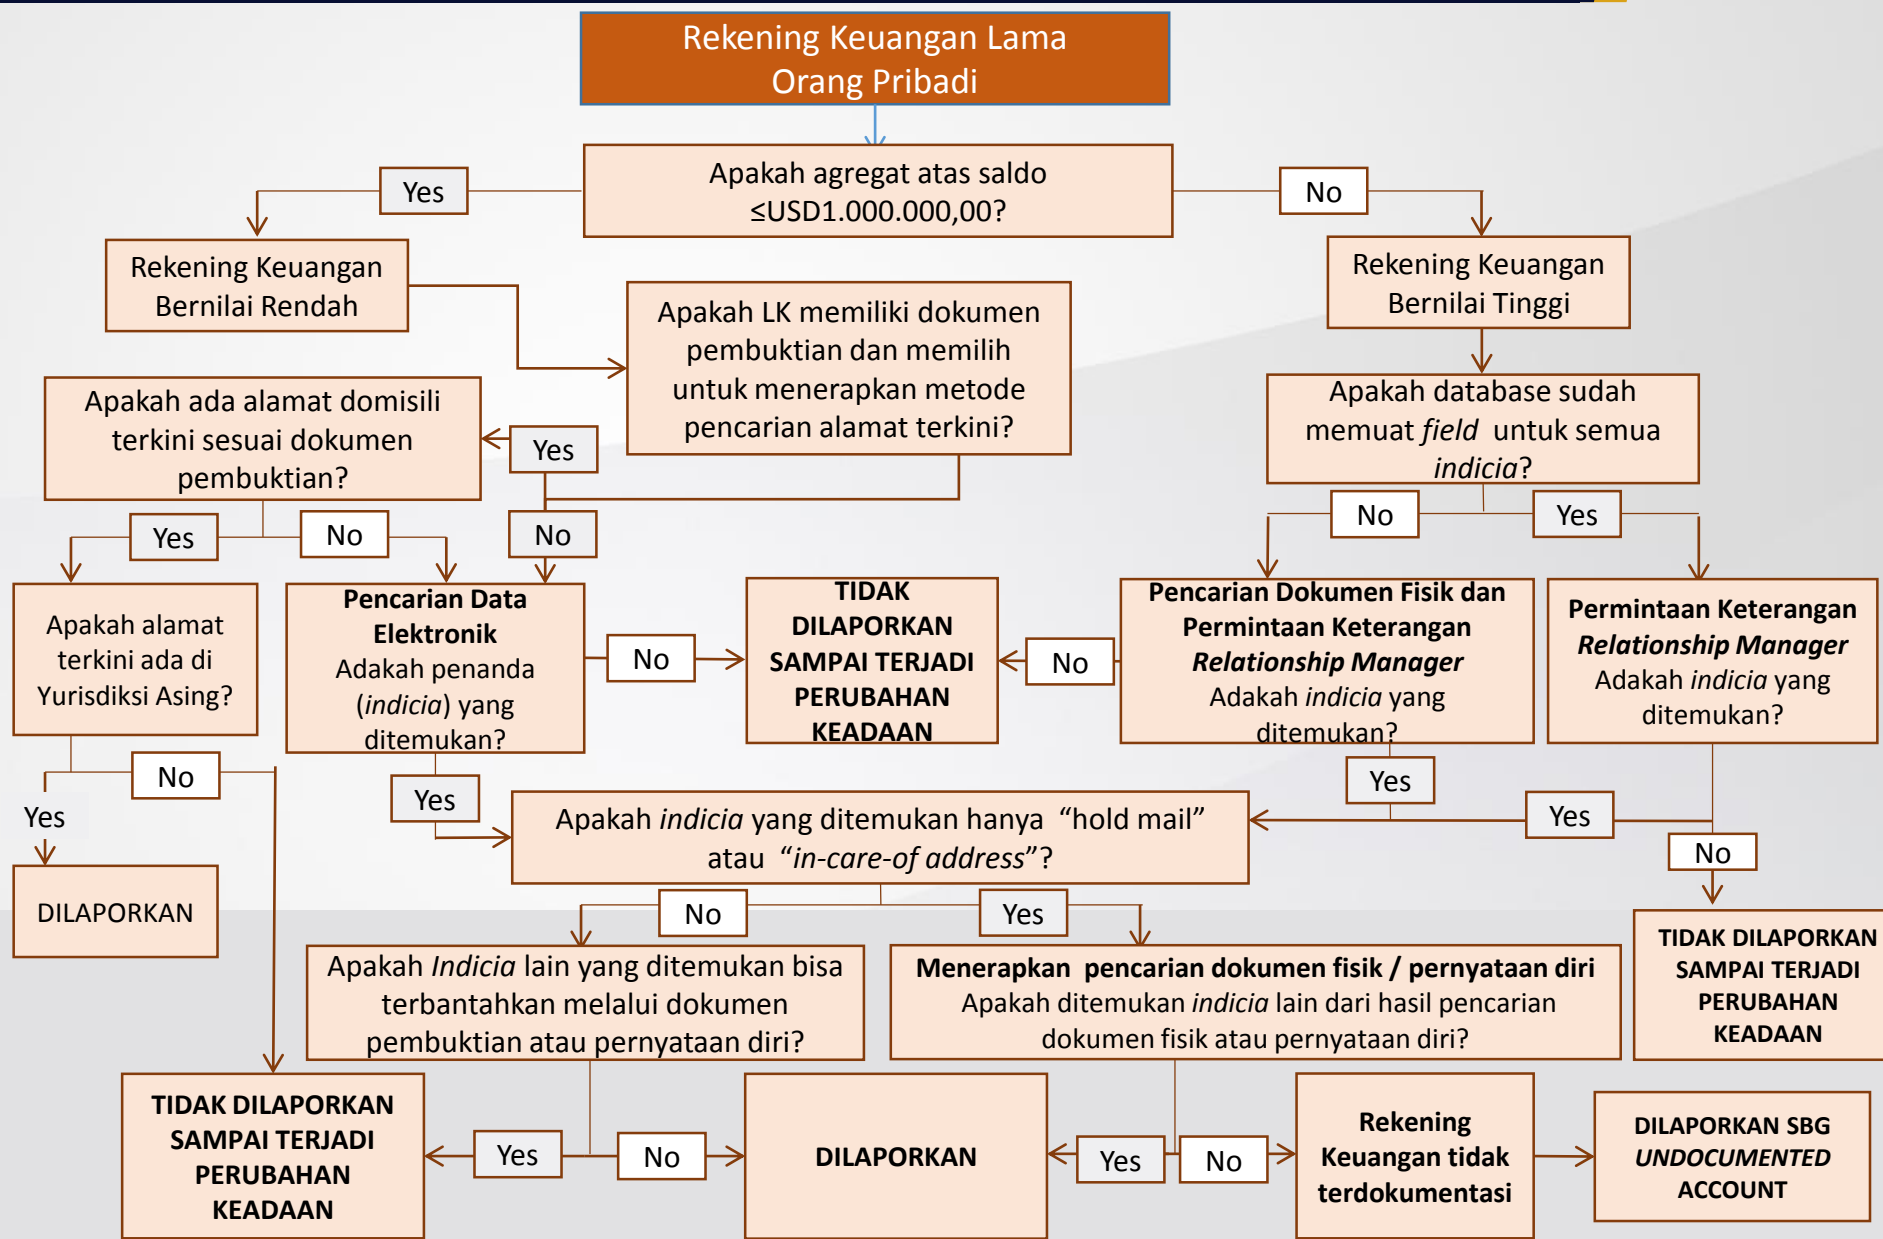 Rekening Keuangan Lama
Orang Pribadi
Apakah agregat atas saldo
≤USD1.000.000,00?
Yes
No
Rekening Keuangan
Bernilai Rendah
Apakah LK memiliki dokumen
pembuktian dan memilih
untuk menerapkan metode
pencarian alamat terkini?
Rekening Keuangan
Bernilai Tinggi
Apakah ada alamat domisili
terkini sesuai dokumen
pembuktian?
Yes
Apakah database sudah
memuat field untuk semua
indicia?
Yes
No
No
No
Yes
Apakah alamat
terkini ada di
Yurisdiksi Asing?
Pencarian Data
Elektronik
Adakah penanda
(indicia) yang
ditemukan?
No
TIDAK
DILAPORKAN
SAMPAI TERJADI
PERUBAHAN
KEADAAN
No
Pencarian Dokumen Fisik dan
Permintaan Keterangan
Relationship Manager
Adakah indicia yang
ditemukan?
Permintaan Keterangan
Relationship Manager
Adakah indicia yang
ditemukan?
No
Yes
Yes
Yes
Yes
Apakah indicia yang ditemukan hanya “hold mail”
atau “in-care-of address”?
No
DILAPORKAN
No
Yes
Apakah Indicia lain yang ditemukan bisa
terbantahkan melalui dokumen
pembuktian atau pernyataan diri?
Menerapkan pencarian dokumen fisik / pernyataan diri
Apakah ditemukan indicia lain dari hasil pencarian
dokumen fisik atau pernyataan diri?
TIDAK DILAPORKAN
SAMPAI TERJADI
PERUBAHAN
KEADAAN
TIDAK DILAPORKAN
SAMPAI TERJADI
PERUBAHAN
KEADAAN
Yes
No
DILAPORKAN
Yes
No
Rekening
Keuangan tidak
terdokumentasi
DILAPORKAN SBG
UNDOCUMENTED
ACCOUNT